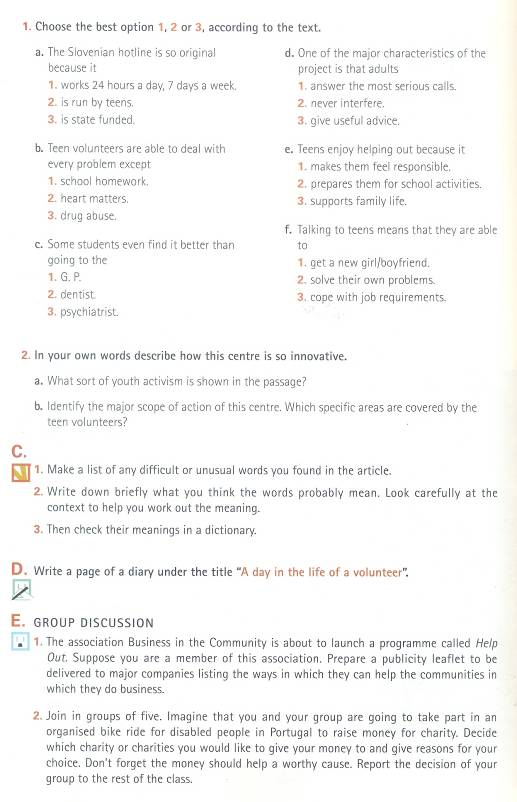 1. Choose the best option 1, 2 or 3, according to the text.
a. The Slovenian hotline is so original
because it
1. works 24 hours a day, 7 days a week.
2. is run by teens.
3. is state funded.
b. Teen volunteers are able to deal with
every problem except
1. school homework.
2. heart matters.
3. drug abuse.
c. Some students even find it better than
going to the
1. G. P.
2. dentist.
3. psychiatrist.
d. One of the major characteristics of the
project is that adults
1. answer the most serious calls.
2. never interfere.
3. give useful advice.
e. Teens enjoy helping out because it
1. makes them feel responsible.
2. prepares them for school activities.
3. supports family life.
f. Talking to teens means that they are able
to
1. get a new girl/boyfriend.
2. solve their own problems.
3. cope with job requirements.
2. In your own words describe how this centre is so innovative.
a. What sort of youth activism is shown in the passage?
b. Identify the major scope of action of this centre. Which specific areas are covered by the
teen volunteers?
C.
1. Make a list of any difficult or unusual words you found in the article.
2. Write down briefly what you think the words probably mean. Look carefully at the
context to help you work out the meaning.
3. Then check their meanings in a dictionary.
D. Write a page of a diary under the title "A day in the life of a volunteer".
E. GROUP DISCUSSION
1. The association Business in the Community is about to launch a programme called Help
Out. Suppose you are a member of this association. Prepare a publicity leaflet to be
delivered to major companies listing the ways in which they can help the communities in
which they do business.
2. Join in groups of five. Imagine that you and your group are going to take part in an
organised bike ride for disabled people in Portugal to raise money for charity. Decide
which charity or charities you would like to give your money to and give reasons for your
choice. Don't forget the money should help a worthy cause. Report the decision of your
group to the rest of the class.